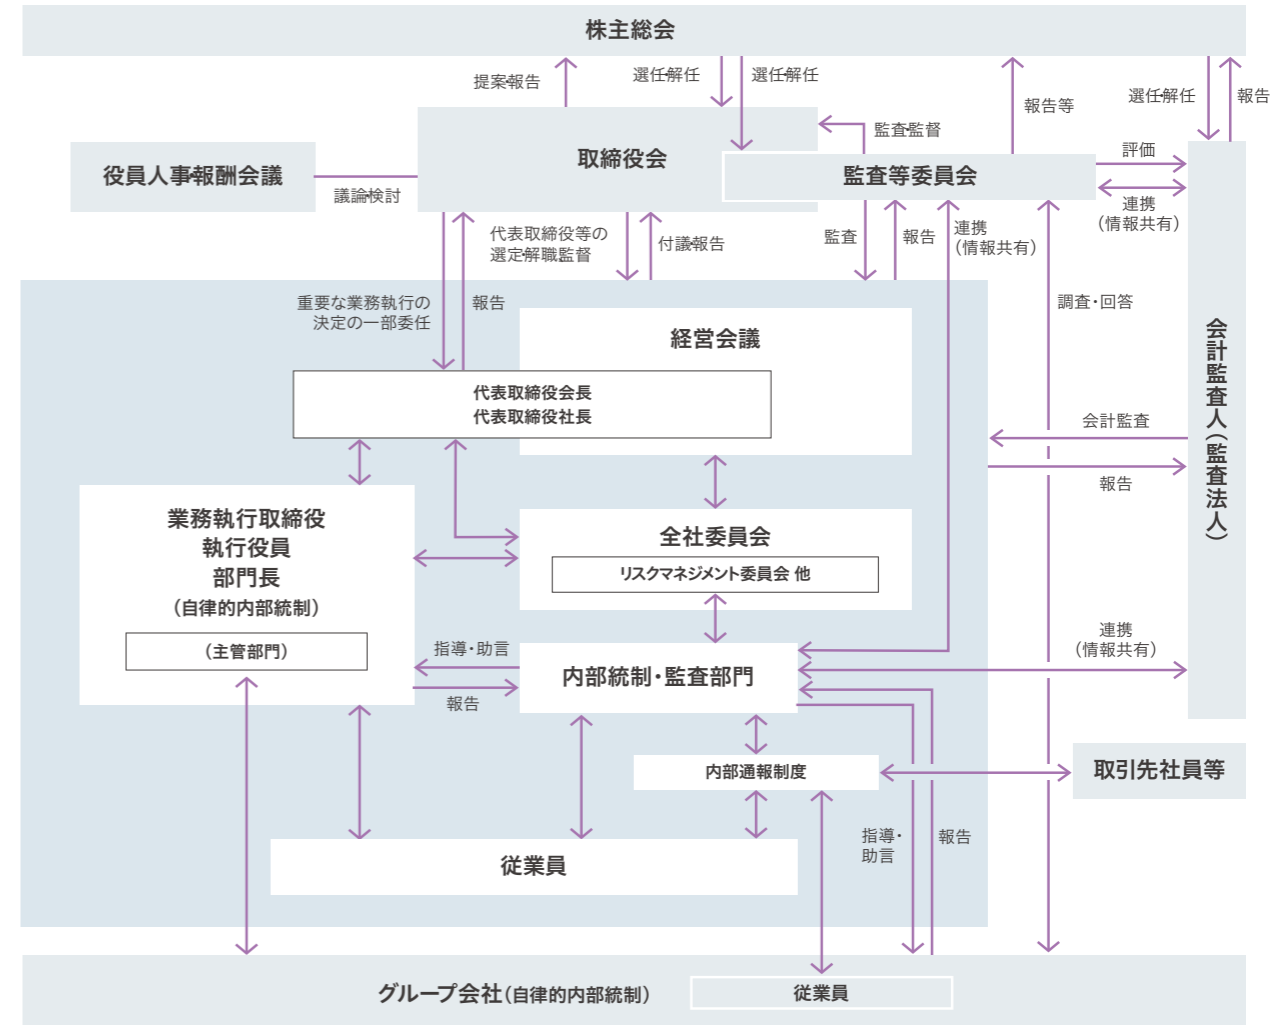 株主総会
提案・報告
選任・解任
選任・解任
報告等
選任・解任
報告
監査・監督
取締役会
評価
役員人事・報酬会議
議論・検討
監査等委員会
連携
（情報共有）
代表取締役等の
選定・解職・監督
付議・報告
監査
報告
連携
（情報共有）
重要な業務執行の
決定の一部委任
報告
調査・回答
経営会議
会計監査人（監査法人）
代表取締役会長
代表取締役社長
会計監査
報告
業務執行取締役
執行役員
部門長
（自律的内部統制）
（主管部門）
全社委員会
リスクマネジメント委員会 他
指導・助言
報告
内部統制・監査部門
連携
（情報共有）
内部通報制度
取引先社員等
従業員
指導・
助言
報告
グループ会社（自律的内部統制）
従業員